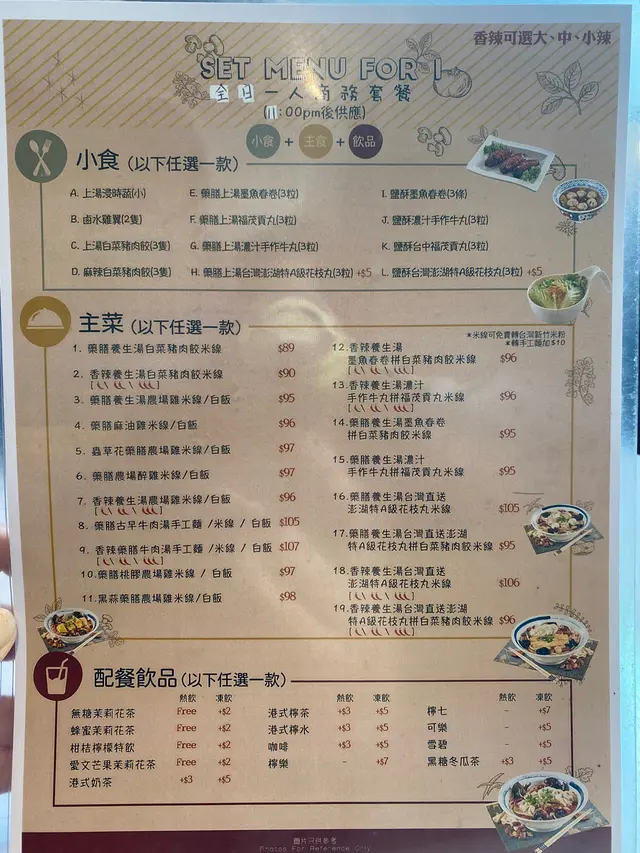 香辣可選大、中、小辣
SET MENU FOR 1
全日一人商務套餐
(11:00pm後供應)
小食 + 主食 + 飲品
小食 (以下任選一款)
A. 上湯浸時蔬(小)
B. 鹵水雞翼(2隻)
C. 上湯白菜豬肉餃(3隻)
D. 麻辣白菜豬肉餃(3隻)
E. 藥膳上湯墨魚春卷(3粒)
F. 藥膳上湯福茂貢丸(3粒)
G. 藥膳上湯濃汁手作牛丸(3粒)
H. 藥膳上湯台灣澎湖特A級花枝丸(3粒) +$5
I. 鹽酥墨魚春卷(3條)
J. 鹽酥濃汁手作牛丸(3粒)
K. 鹽酥台中福茂貢丸(3粒)
L. 鹽酥台灣澎湖特A級花枝丸(3粒) +$5
主菜 (以下任選一款)
*米線可免費轉台灣新竹米粉
*轉手工麵加$10
1. 藥膳養生湯白菜豬肉餃米線 $89
2. 香辣養生湯白菜豬肉餃米線 $90
3. 藥膳養生湯農場雞米線/白飯 $95
4. 藥膳麻油雞米線/白飯 $96
5. 蟲草花藥膳農場雞米線/白飯 $97
6. 藥膳農場醉雞米線/白飯 $97
7. 香辣養生湯農場雞米線/白飯 $96
8. 藥膳古早牛肉湯手工麵 /米線 / 白飯 $105
9. 香辣藥膳牛肉湯手工麵 /米線 / 白飯 $107
10.藥膳桃膠農場雞米線 / 白飯 $97
11.黑蒜藥膳農場雞米線/白飯 $98
12.香辣養生湯
墨魚春卷拼白菜豬肉餃米線 $96
13.香辣養生湯濃汁
手作牛丸拼福茂貢丸米線 $96
14.藥膳養生湯墨魚春卷
拼白菜豬肉餃米線 $95
15.藥膳養生湯濃汁
手作牛丸拼福茂貢丸米線 $95
16.藥膳養生湯台灣直送
澎湖特A級花枝丸米線 $105
17.藥膳養生湯台灣直送澎湖
特A級花枝丸拼白菜豬肉餃米線 $95
18.香辣養生湯台灣直送
澎湖特A級花枝丸米線 $106
19.香辣養生湯台灣直送澎湖
特A級花枝丸拼白菜豬肉餃米線 $96
配餐飲品 (以下任選一款)
熱飲 凍飲
無糖茉莉花茶 Free +$2
蜂蜜茉莉花茶 Free +$2
柑桔檸檬特飲 Free +$2
愛文芒果茉莉花茶 Free +$2
港式奶茶 +$3 +$5
熱飲 凍飲
港式檸茶 +$3 +$5
港式檸水 +$3 +$5
咖啡 +$3 +$5
檸樂 - +$7
熱飲 凍飲
檸七 - +$7
可樂 - +$5
雪碧 - +$5
黑糖冬瓜茶 +$3 +$5
圖片只供參考
Photos For Reference Only